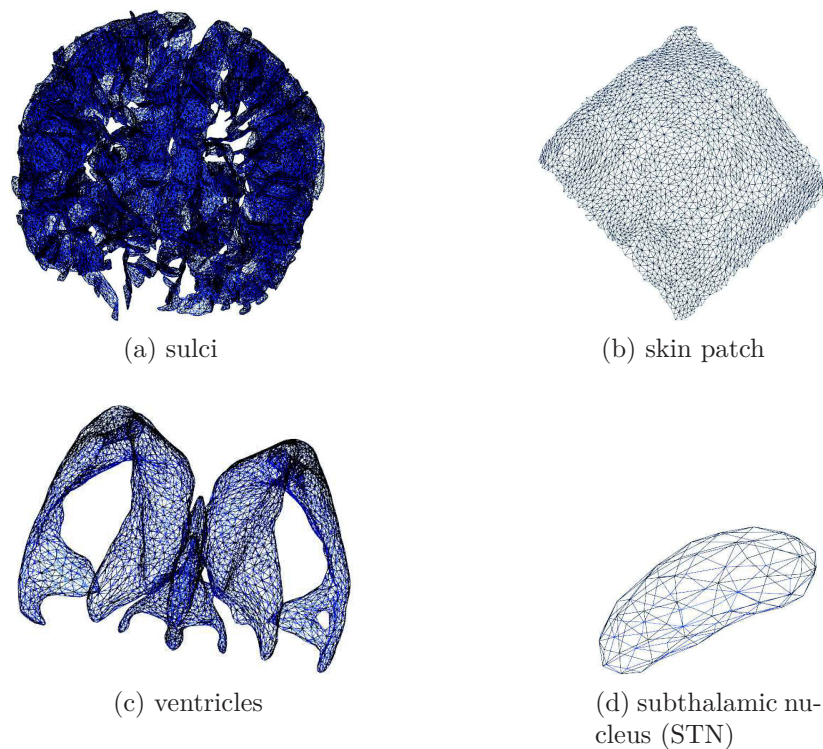 (a) sulci
(b) skin patch
(c) ventricles
(d) subthalamic nu-
cleus (STN)